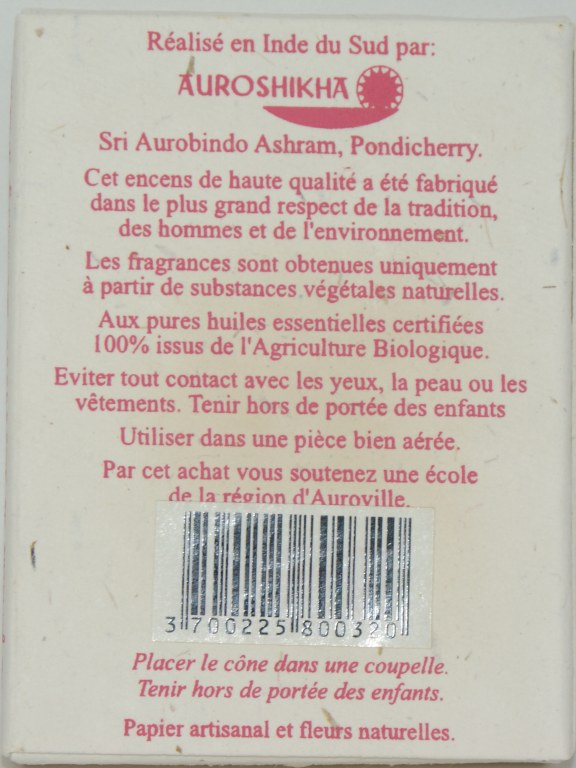 Réalisé en Inde du Sud par:
AUROSHIKHA
Sri Aurobindo Ashram, Pondicherry.
Cet encens de haute qualité a été fabriqué
dans le plus grand respect de la tradition,
des hommes et de l'environnement.
Les fragrances sont obtenues uniquement
à partir de substances végétales naturelles.
Aux pures huiles essentielles certifiées
100% issus de l'Agriculture Biologique.
Eviter tout contact avec les yeux, la peau ou les
vêtements. Tenir hors de portée des enfants
Utiliser dans une pièce bien aérée.
Par cet achat vous soutenez une école
de la région d'Auroville.
3 700225 800320
Placer le cône dans une coupelle.
Tenir hors de portée des enfants.
Papier artisanal et fleurs naturelles.